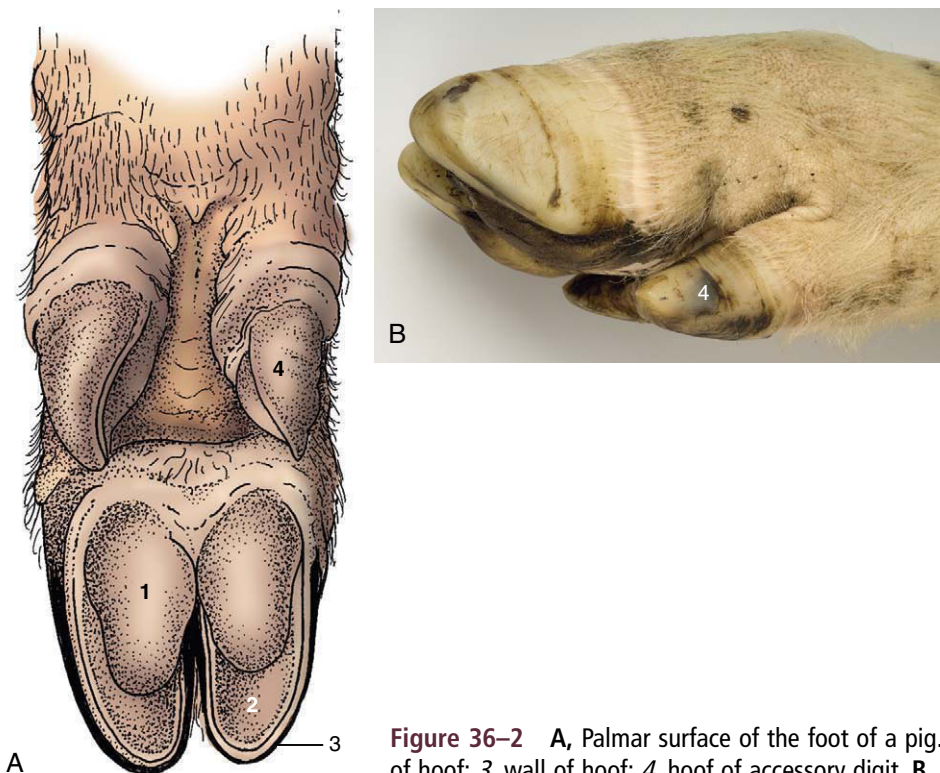 4
1
2
3
A
4
B
Figure 36–2 A, Palmar surface of the foot of a pig.
of hoof; 3, wall of hoof; 4, hoof of accessory digit. B,